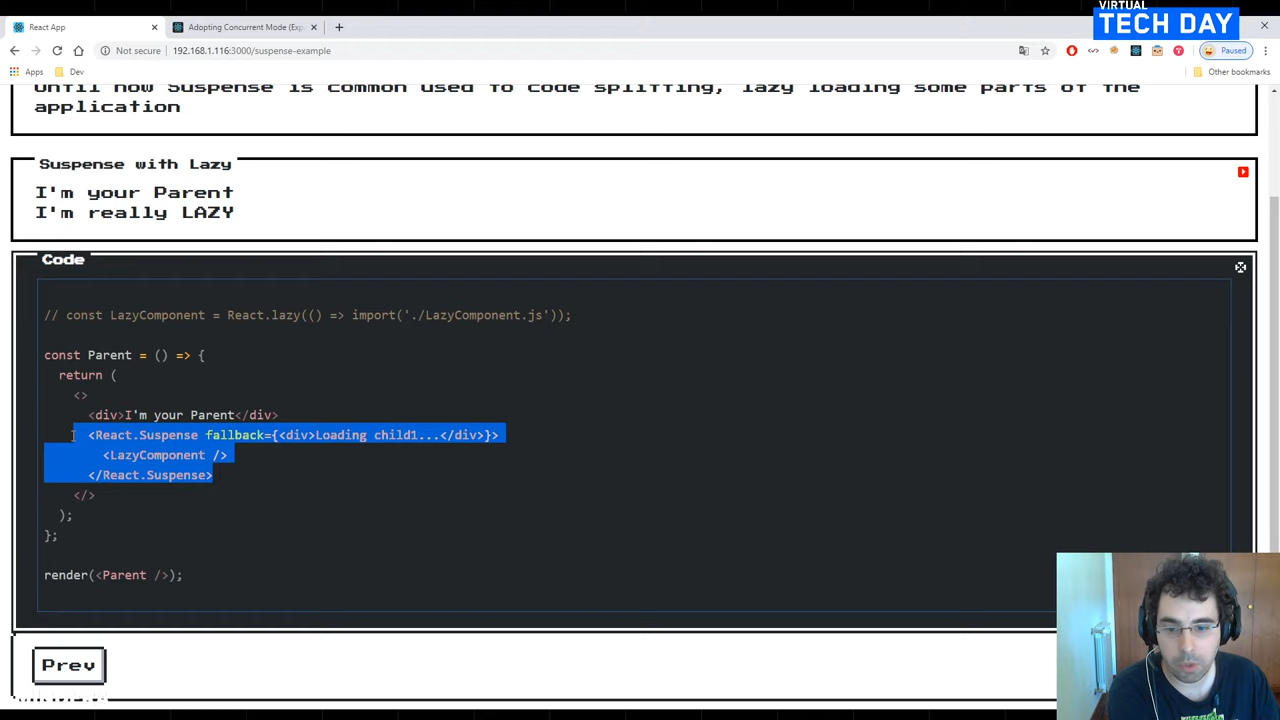 VIRTUAL
TECH DAY
React App
Adopting Concurrent Mode (Exp
Not secure
192.168.1.116:3000/suspense-example
Paused
Apps
Dev
Other bookmarks
Until now Suspense is common used to code splitting, lazy loading some parts of the
application
Suspense with Lazy
I'm your Parent
I'm really LAZY
Code
// const LazyComponent = React.lazy(() => import('./LazyComponent.js'));
const Parent = () => {
return (
<>
<div>I'm your Parent</div>
<React.Suspense fallback={<div>Loading child1...</div>}>
<LazyComponent />
</React.Suspense>
</>
);
};
render(<Parent />);
Prev